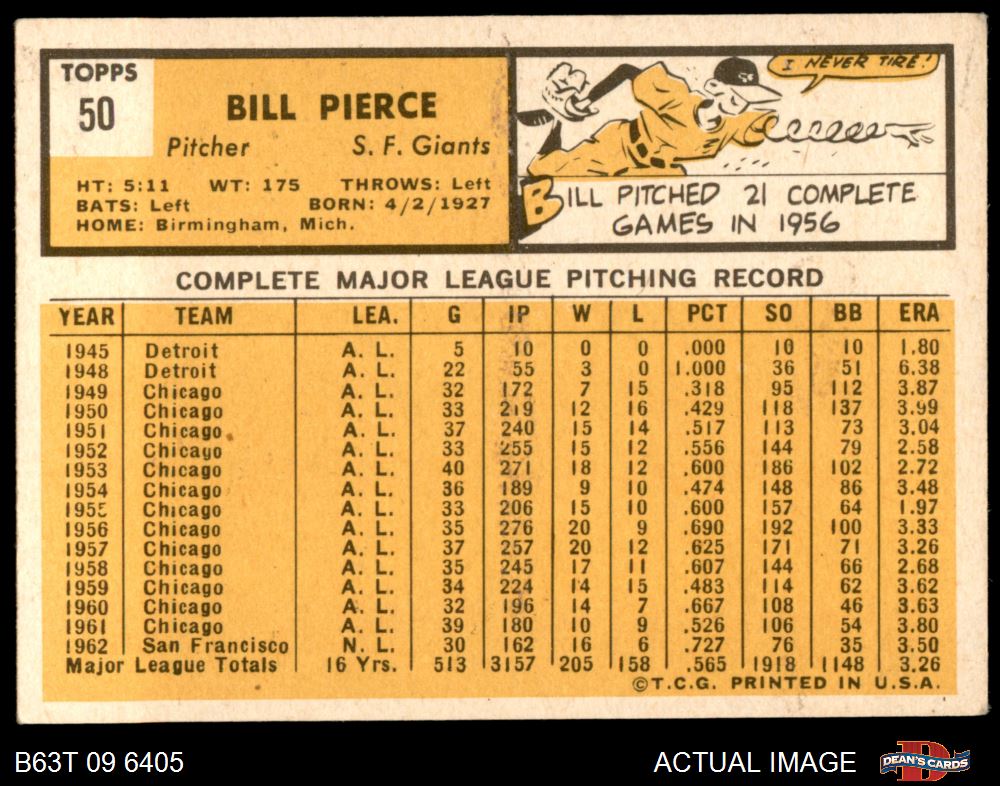 TOPPS
50
BILL PIERCE
Pitcher S. F. Giants
HT: 5:11 WT: 175 THROWS: Left
BATS: Left BORN: 4/2/1927
HOME: Birmingham, Mich.
I NEVER TIRE!
BILL PITCHED 21 COMPLETE
GAMES IN 1956
COMPLETE MAJOR LEAGUE PITCHING RECORD
YEAR TEAM LEA. G IP W L PCT SO BB ERA
1945 Detroit A. L. 5 10 0 0 .000 10 10 1.80
1948 Detroit A. L. 22 55 3 0 1.000 36 51 6.38
1949 Chicago A. L. 32 172 7 15 .318 95 112 3.87
1950 Chicago A. L. 33 219 12 16 .429 118 137 3.99
1951 Chicago A. L. 37 240 15 14 .517 113 73 3.04
1952 Chicago A. L. 33 255 15 12 .556 144 79 2.58
1953 Chicago A. L. 40 271 18 12 .600 186 102 2.72
1954 Chicago A. L. 36 189 9 10 .474 148 86 3.48
1955 Chicago A. L. 33 206 15 10 .600 157 64 1.97
1956 Chicago A. L. 35 276 20 9 .690 192 100 3.33
1957 Chicago A. L. 37 257 20 12 .625 171 71 3.26
1958 Chicago A. L. 35 245 17 11 .607 144 66 2.68
1959 Chicago A. L. 34 224 14 15 .483 114 62 3.62
1960 Chicago A. L. 32 196 14 7 .667 108 46 3.63
1961 Chicago A. L. 39 180 10 9 .526 106 54 3.80
1962 San Francisco N. L. 30 162 16 6 .727 76 35 3.50
Major League Totals 16 Yrs. 513 3157 205 158 .565 1918 1148 3.26
©T.C.G. PRINTED IN U.S.A.
B63T 09 6405 ACTUAL IMAGE DEAN'S CARDS